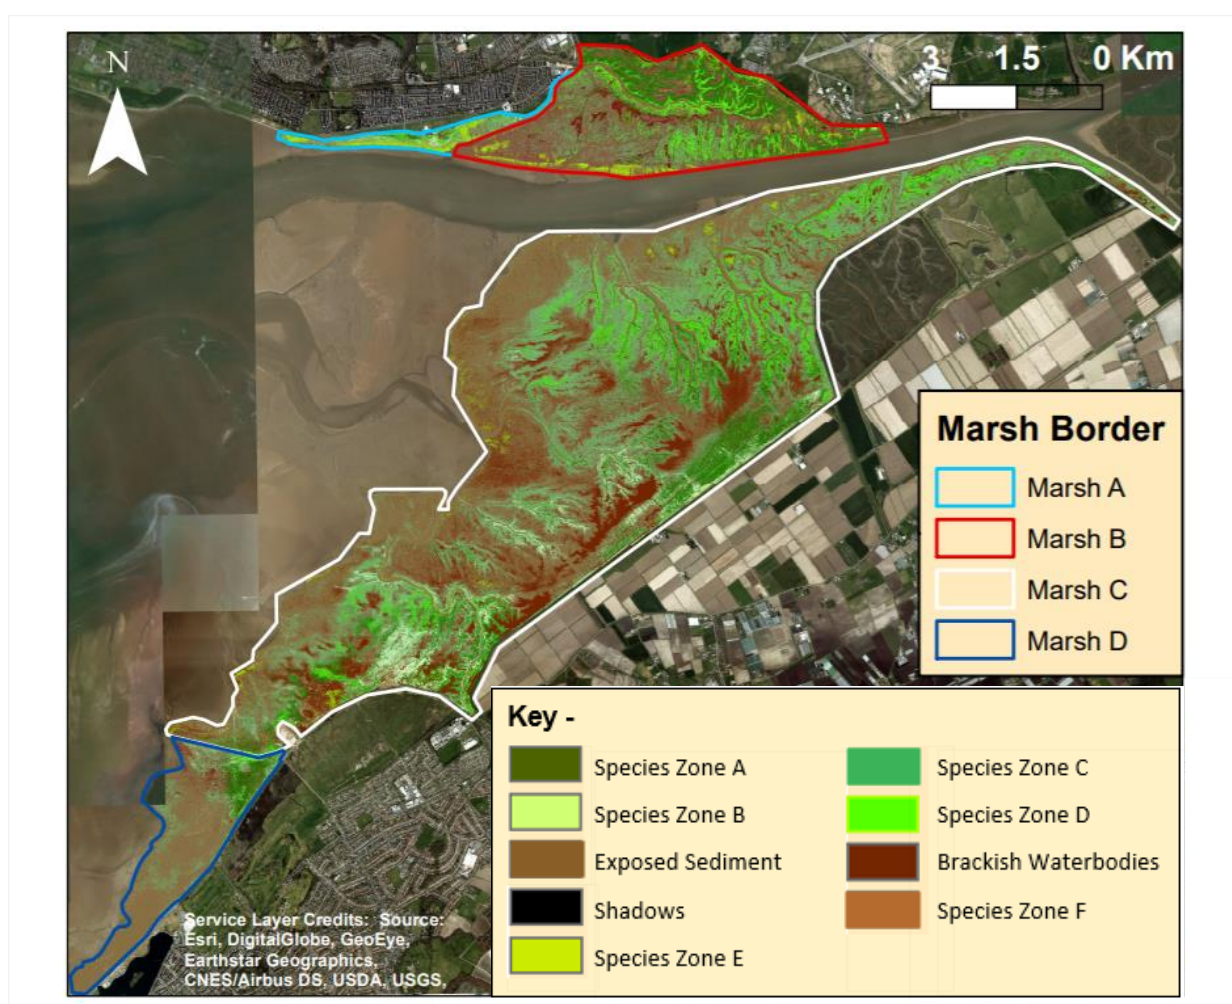 N
3 1.5 0 Km
Marsh Border
Marsh A
Marsh B
Marsh C
Marsh D
Key -
Species Zone A
Species Zone B
Exposed Sediment
Shadows
Species Zone E
Species Zone C
Species Zone D
Brackish Waterbodies
Species Zone F
Service Layer Credits: Source:
Esri, DigitalGlobe, GeoEye,
Earthstar Geographics,
CNES/Airbus DS, USDA, USGS,